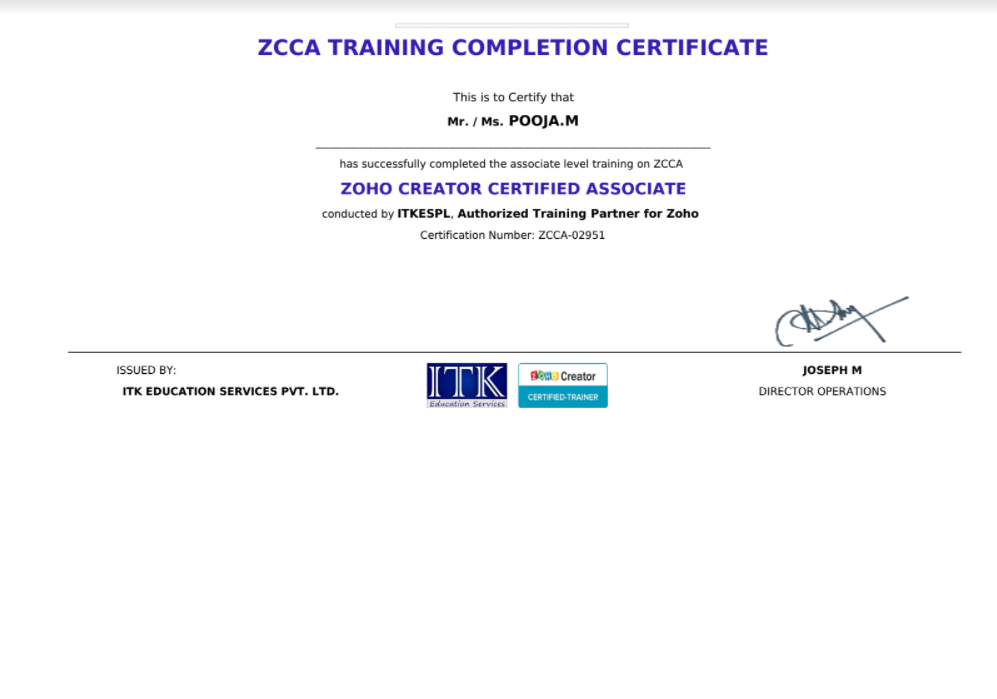 ZCCA TRAINING COMPLETION CERTIFICATE
This is to Certify that
Mr. / Ms. POOJA.M
has successfully completed the associate level training on ZCCA
ZOHO CREATOR CERTIFIED ASSOCIATE
conducted by ITKESPL, Authorized Training Partner for Zoho
Certification Number: ZCCA-02951
ISSUED BY:
ITK EDUCATION SERVICES PVT. LTD.
ITK
Education Services
ZOHO Creator
CERTIFIED-TRAINER
JOSEPH M
DIRECTOR OPERATIONS